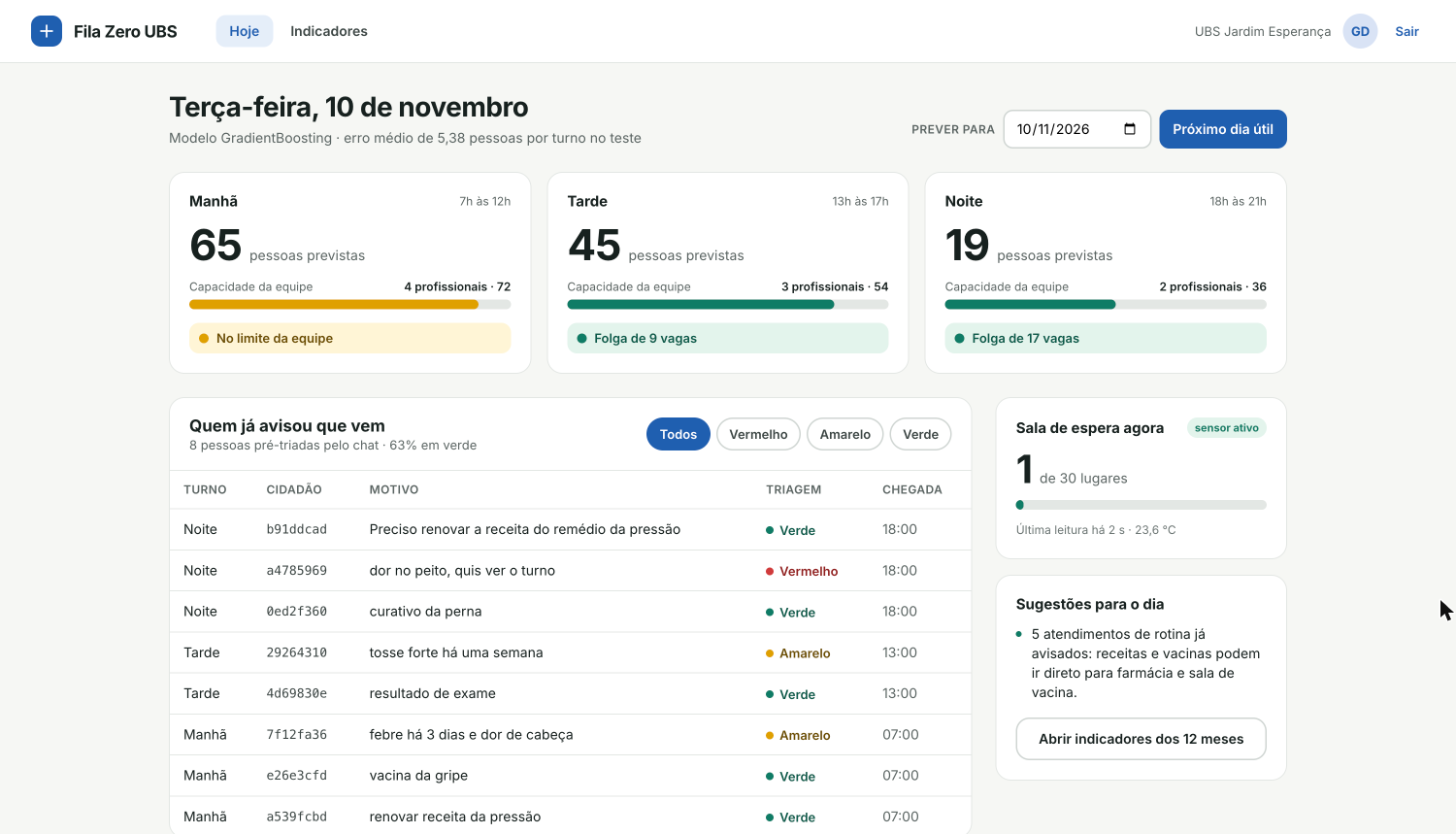 Fila Zero UBS
Hoje
Indicadores
UBS Jardim Esperança
GD
Sair
Terça-feira, 10 de novembro
Modelo GradientBoosting · erro médio de 5,38 pessoas por turno no teste
PREVER PARA
10/11/2026
Próximo dia útil
Manhã
7h às 12h
65 pessoas previstas
Capacidade da equipe
4 profissionais · 72
No limite da equipe
Tarde
13h às 17h
45 pessoas previstas
Capacidade da equipe
3 profissionais · 54
Folga de 9 vagas
Noite
18h às 21h
19 pessoas previstas
Capacidade da equipe
2 profissionais · 36
Folga de 17 vagas
Quem já avisou que vem
8 pessoas pré-triadas pelo chat · 63% em verde
Todos
Vermelho
Amarelo
Verde
TURNO CIDADÃO MOTIVO TRIAGEM CHEGADA
Noite b91ddcad Preciso renovar a receita do remédio da pressão Verde 18:00
Noite a4785969 dor no peito, quis ver o turno Vermelho 18:00
Noite 0ed2f360 curativo da perna Verde 18:00
Tarde 29264310 tosse forte há uma semana Amarelo 13:00
Tarde 4d69830e resultado de exame Verde 13:00
Manhã 7f12fa36 febre há 3 dias e dor de cabeça Amarelo 07:00
Manhã e26e3cfd vacina da gripe Verde 07:00
Manhã a539fcbd renovar receita da pressão Verde 07:00
Sala de espera agora
sensor ativo
1 de 30 lugares
Última leitura há 2 s · 23,6 °C
Sugestões para o dia
5 atendimentos de rotina já
avisados: receitas e vacinas podem
ir direto para farmácia e sala de
vacina.
Abrir indicadores dos 12 meses